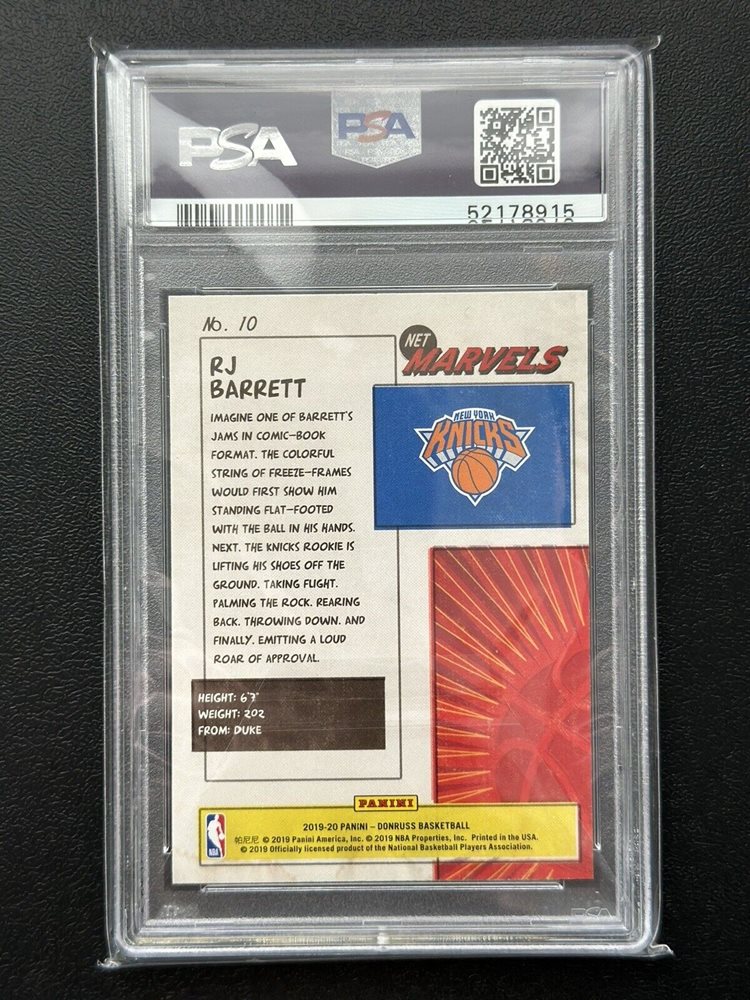 PSA
PSA
52178915
No. 10
NET
MARVELS
RJ
BARRETT
IMAGINE ONE OF BARRETT'S
JAMS IN COMIC-BOOK
FORMAT. THE COLORFUL
STRING OF FREEZE-FRAMES
WOULD FIRST SHOW HIM
STANDING FLAT-FOOTED
WITH THE BALL IN HIS HANDS.
NEXT. THE KNICKS ROOKIE IS
LIFTING HIS SHOES OFF THE
GROUND. TAKING FLIGHT.
PALMING THE ROCK. REARING
BACK. THROWING DOWN. AND
FINALLY. EMITTING A LOUD
ROAR OF APPROVAL.
NEW YORK
KNICKS
HEIGHT: 6'7"
WEIGHT: 202
FROM: DUKE
PANINI
NBA
2019-20 PANINI – DONRUSS BASKETBALL
帕尼尼 © 2019 Panini America, Inc. © 2019 NBA Properties, Inc. Printed in the USA.
© 2019 Officially licensed product of the National Basketball Players Association.
PSA